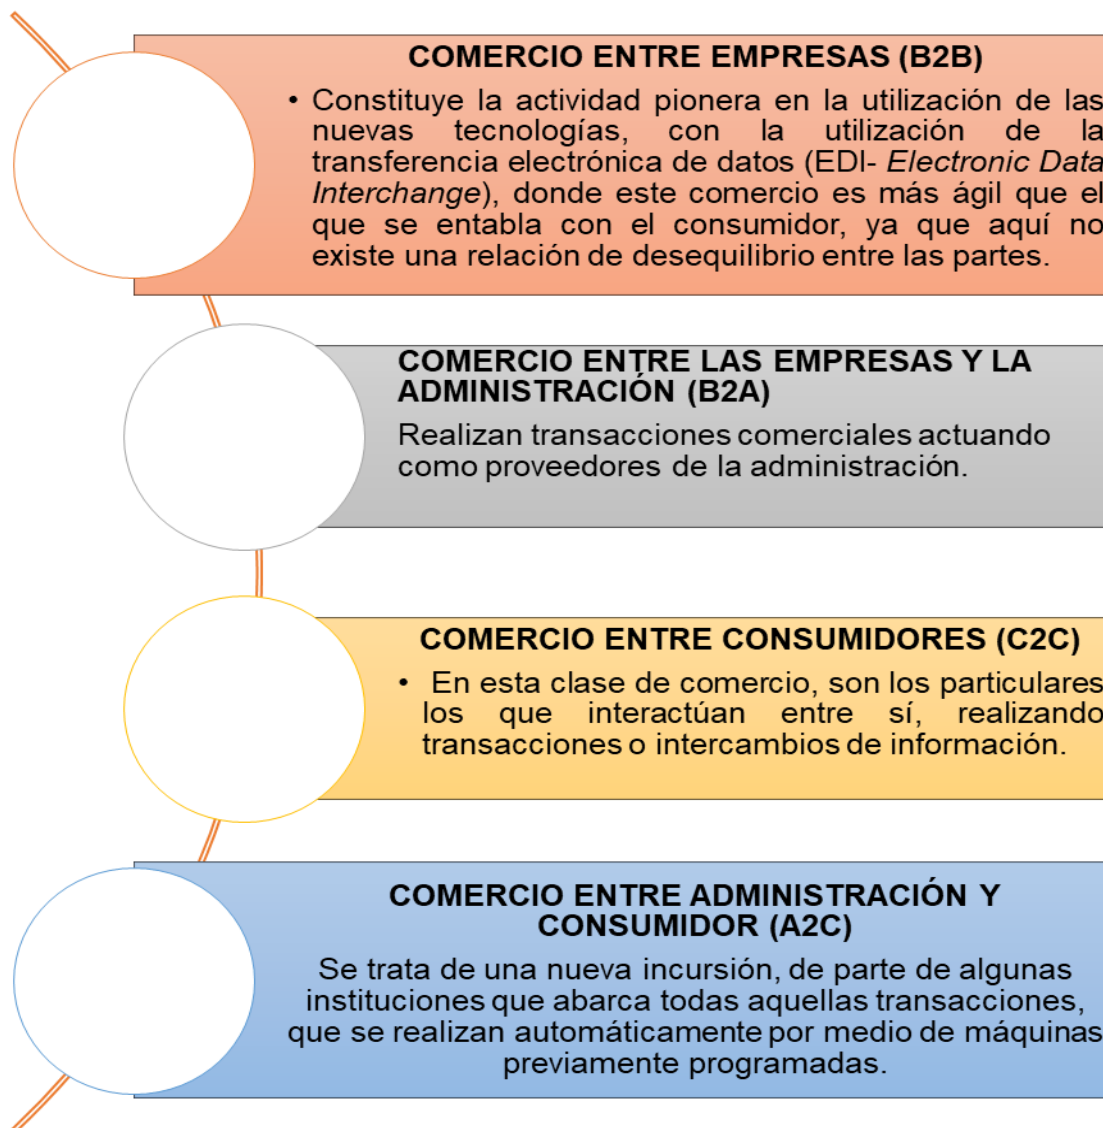 COMERCIO ENTRE EMPRESAS (B2B)
• Constituye la actividad pionera en la utilización de las
nuevas tecnologías, con la utilización de la
transferencia electrónica de datos (EDI- Electronic Data
Interchange), donde este comercio es más ágil que el
que se entabla con el consumidor, ya que aquí no
existe una relación de desequilibrio entre las partes.
COMERCIO ENTRE LAS EMPRESAS Y LA
ADMINISTRACIÓN (B2A)
Realizan transacciones comerciales actuando
como proveedores de la administración.
COMERCIO ENTRE CONSUMIDORES (C2C)
• En esta clase de comercio, son los particulares
los que interactúan entre sí, realizando
transacciones o intercambios de información.
COMERCIO ENTRE ADMINISTRACIÓN Y
CONSUMIDOR (A2C)
Se trata de una nueva incursión, de parte de algunas
instituciones que abarca todas aquellas transacciones,
que se realizan automáticamente por medio de máquinas
previamente programadas.